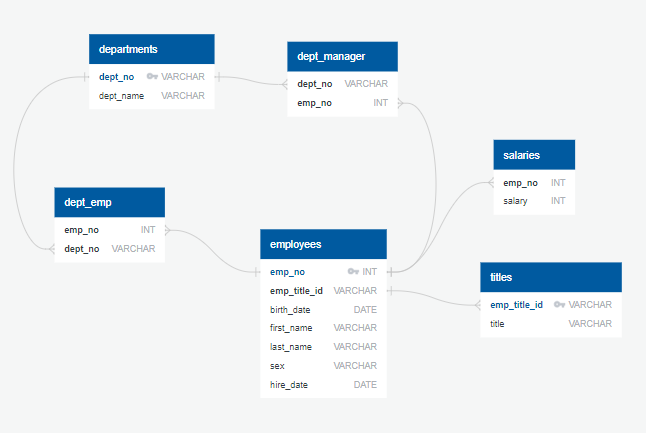 departments
dept_no VARCHAR
dept_name VARCHAR
dept_manager
dept_no VARCHAR
emp_no INT
salaries
emp_no INT
salary INT
dept_emp
emp_no INT
dept_no VARCHAR
employees
emp_no INT
emp_title_id VARCHAR
birth_date DATE
first_name VARCHAR
last_name VARCHAR
sex VARCHAR
hire_date DATE
titles
emp_title_id VARCHAR
title VARCHAR